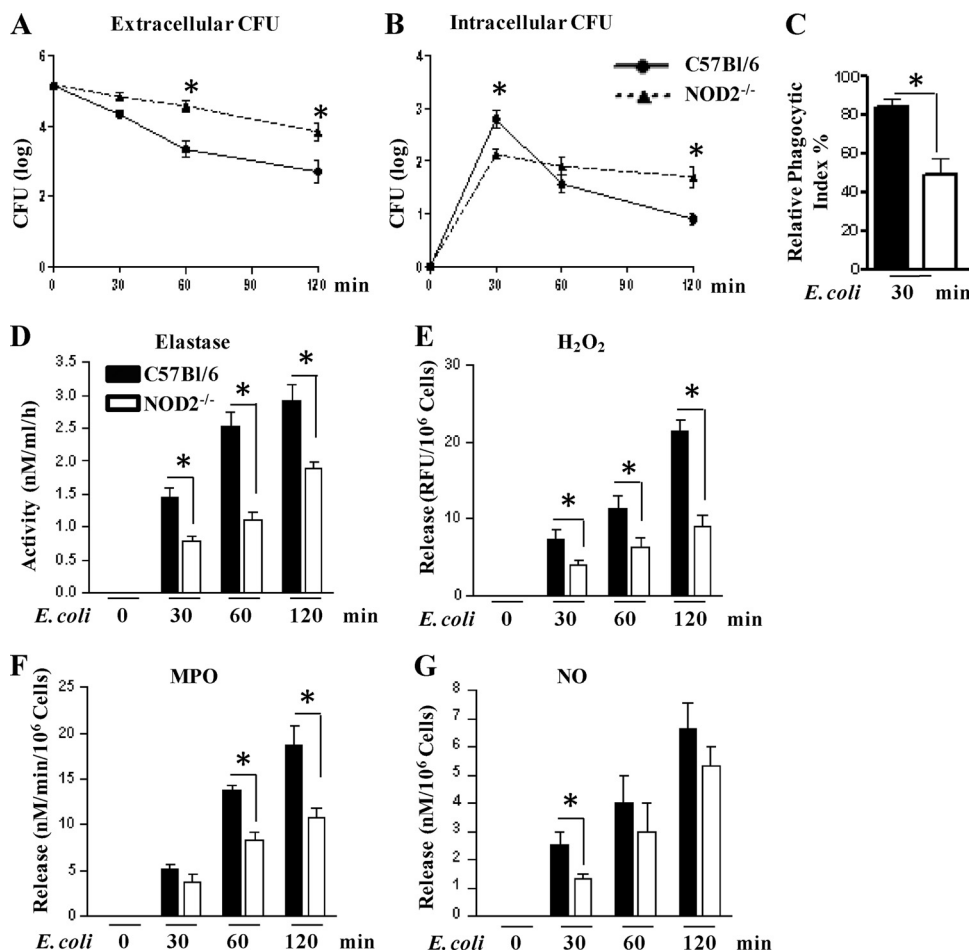 A Extracellular CFU
6
4
2
0
CFU (log)
* *
0 30 60 90 120 min
B Intracellular CFU
4
3
2
1
0
CFU (log)
* *
0 30 60 90 120 min
C57Bl/6
NOD2-/-
C
100
80
60
40
20
0
Relative Phagocytic
Index %
*
E. coli 30 min
D Elastase
C57Bl/6
NOD2-/-
3.5
3.0
2.5
2.0
1.5
1.0
0.5
0.0
Activity (nM/ml/h)
* * *
E. coli 0 30 60 120 min
E H2O2
30
20
10
0
Release (RFU/10^6 Cells)
* * *
E. coli 0 30 60 120 min
F MPO
25
20
15
10
5
0
Release (nM/min/10^6 Cells)
* *
E. coli 0 30 60 120 min
G NO
8
7
6
5
4
3
2
1
0
Release (nM/10^6 Cells)
*
E. coli 0 30 60 120 min